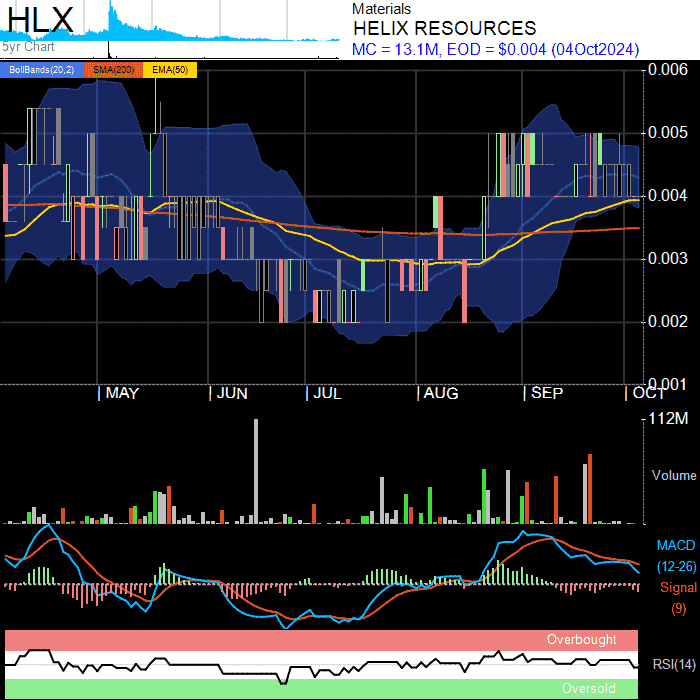 HLX
5yr Chart
Materials
HELIX RESOURCES
MC = 13.1M, EOD = $0.004 (04Oct2024)
BollBands(20,2) SMA(200) EMA(50)
0.006
0.005
0.004
0.003
0.002
0.001
MAY JUN JUL AUG SEP OCT
112M
Volume
MACD
(12-26)
Signal
(9)
Overbought
RSI(14)
Oversold